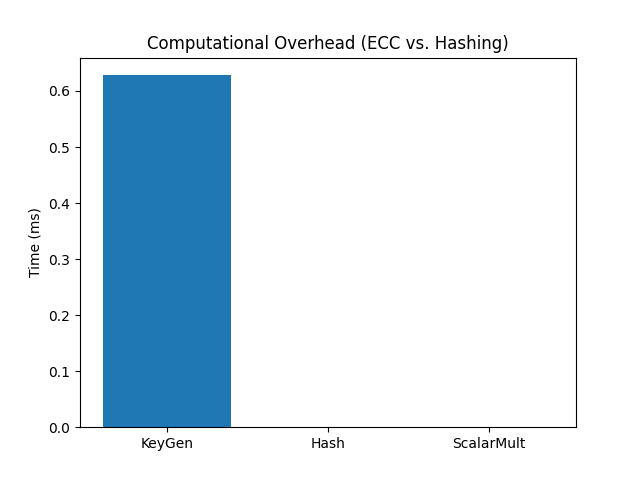 Computational Overhead (ECC vs. Hashing)
Time (ms)
0.6
0.5
0.4
0.3
0.2
0.1
0.0
KeyGen
Hash
ScalarMult